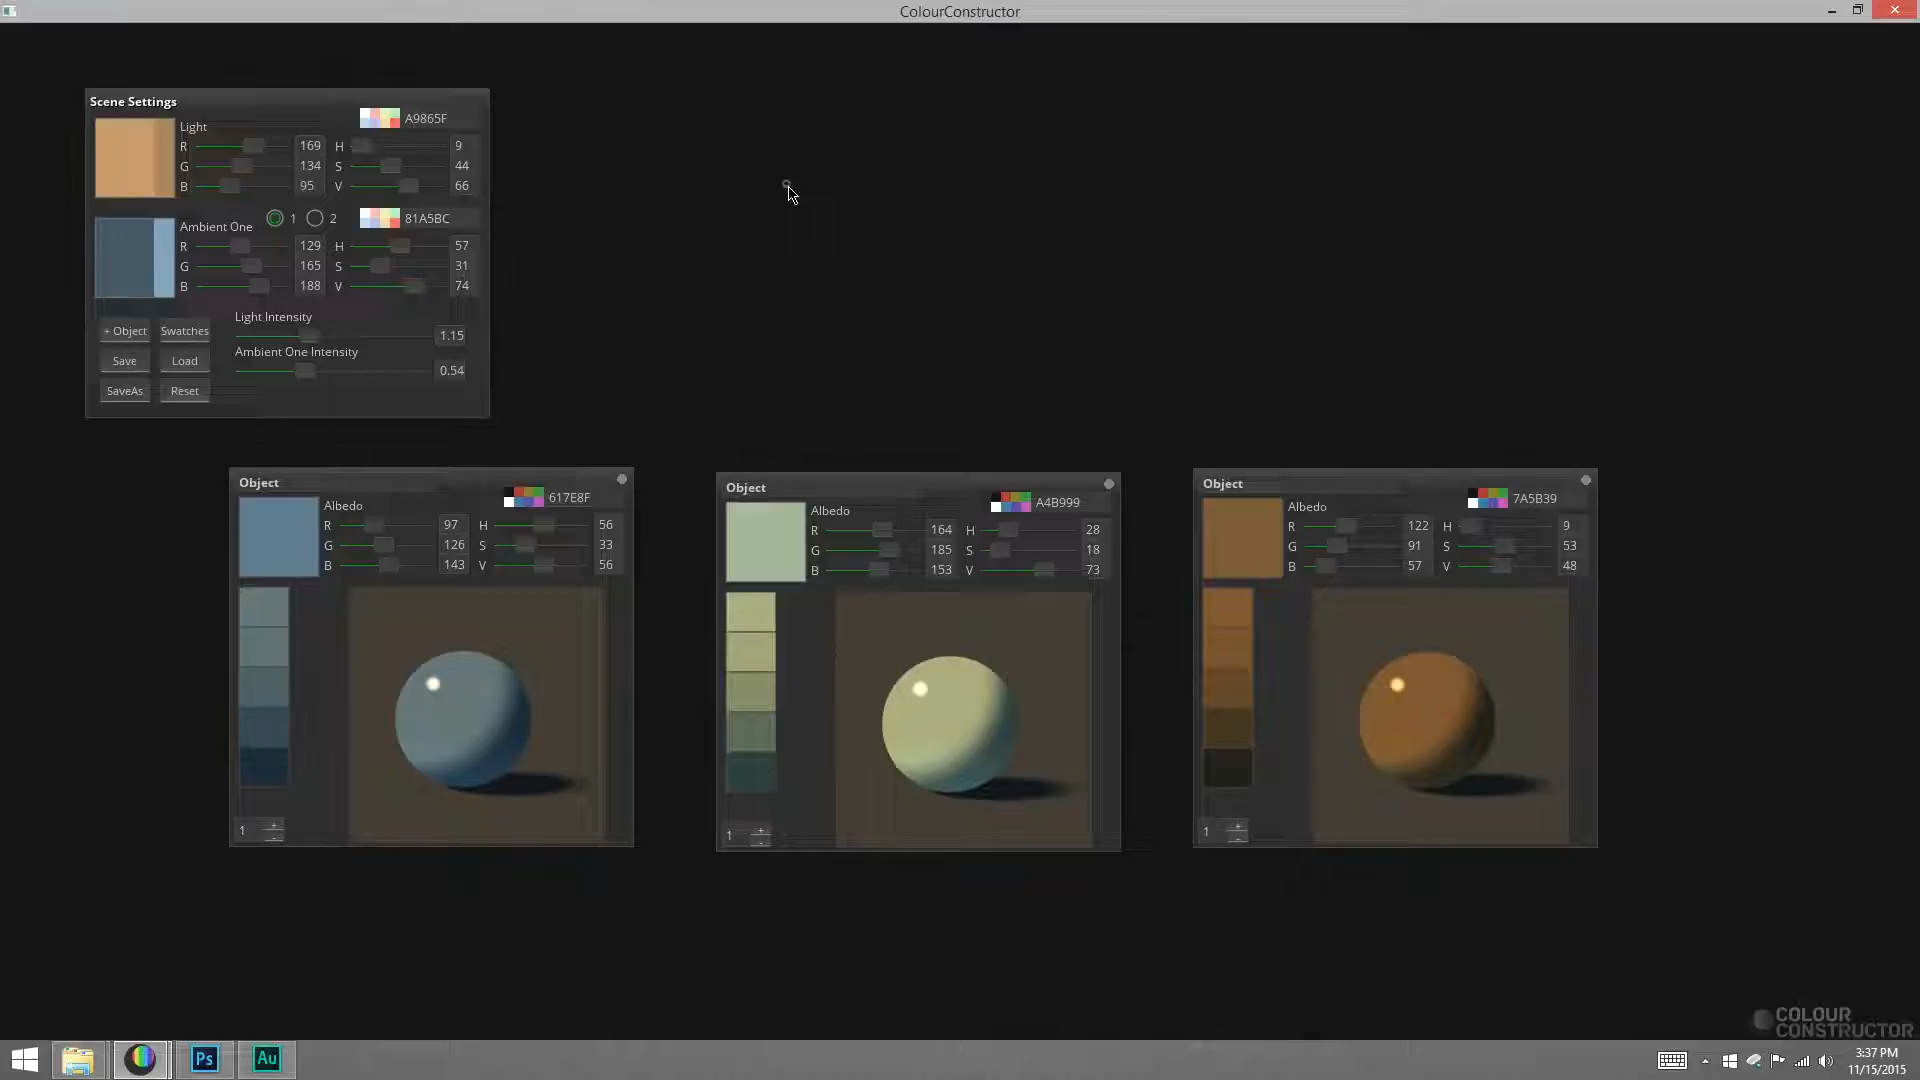 ColourConstructor
Scene Settings
Light
A9865F
R 169 H 9
G 134 S 44
B 95 V 66
Ambient One 1 2 81A5BC
R 129 H 57
G 165 S 31
B 188 V 74
Light Intensity
1.15
Ambient One Intensity
0.54
+ Object Swatches
Save Load
SaveAs Reset
Object
Albedo 617E8F
R 97 H 56
G 126 S 33
B 143 V 56
1 + -
Object
Albedo A4B999
R 164 H 28
G 185 S 18
B 153 V 73
1 + -
Object
Albedo 7A5B39
R 122 H 9
G 91 S 53
B 57 V 48
1 + -
COLOUR
CONSTRUCTOR
Ps Au
3:37 PM
11/15/2015